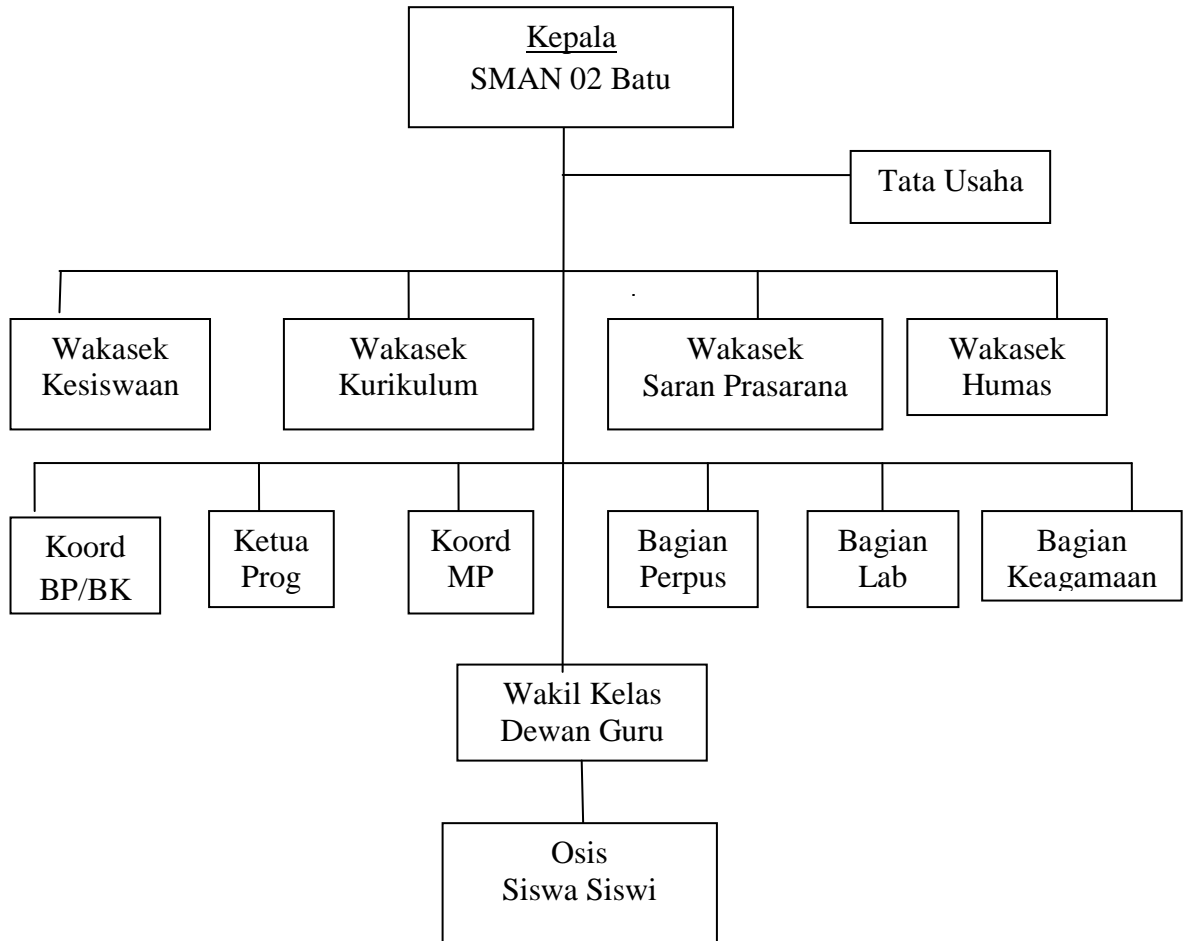 Kepala
SMAN 02 Batu
Tata Usaha
Wakasek
Kesiswaan
Wakasek
Kurikulum
Wakasek
Saran Prasarana
Wakasek
Humas
Koord
BP/BK
Ketua
Prog
Koord
MP
Bagian
Perpus
Bagian
Lab
Bagian
Keagamaan
Wakil Kelas
Dewan Guru
Osis
Siswa Siswi